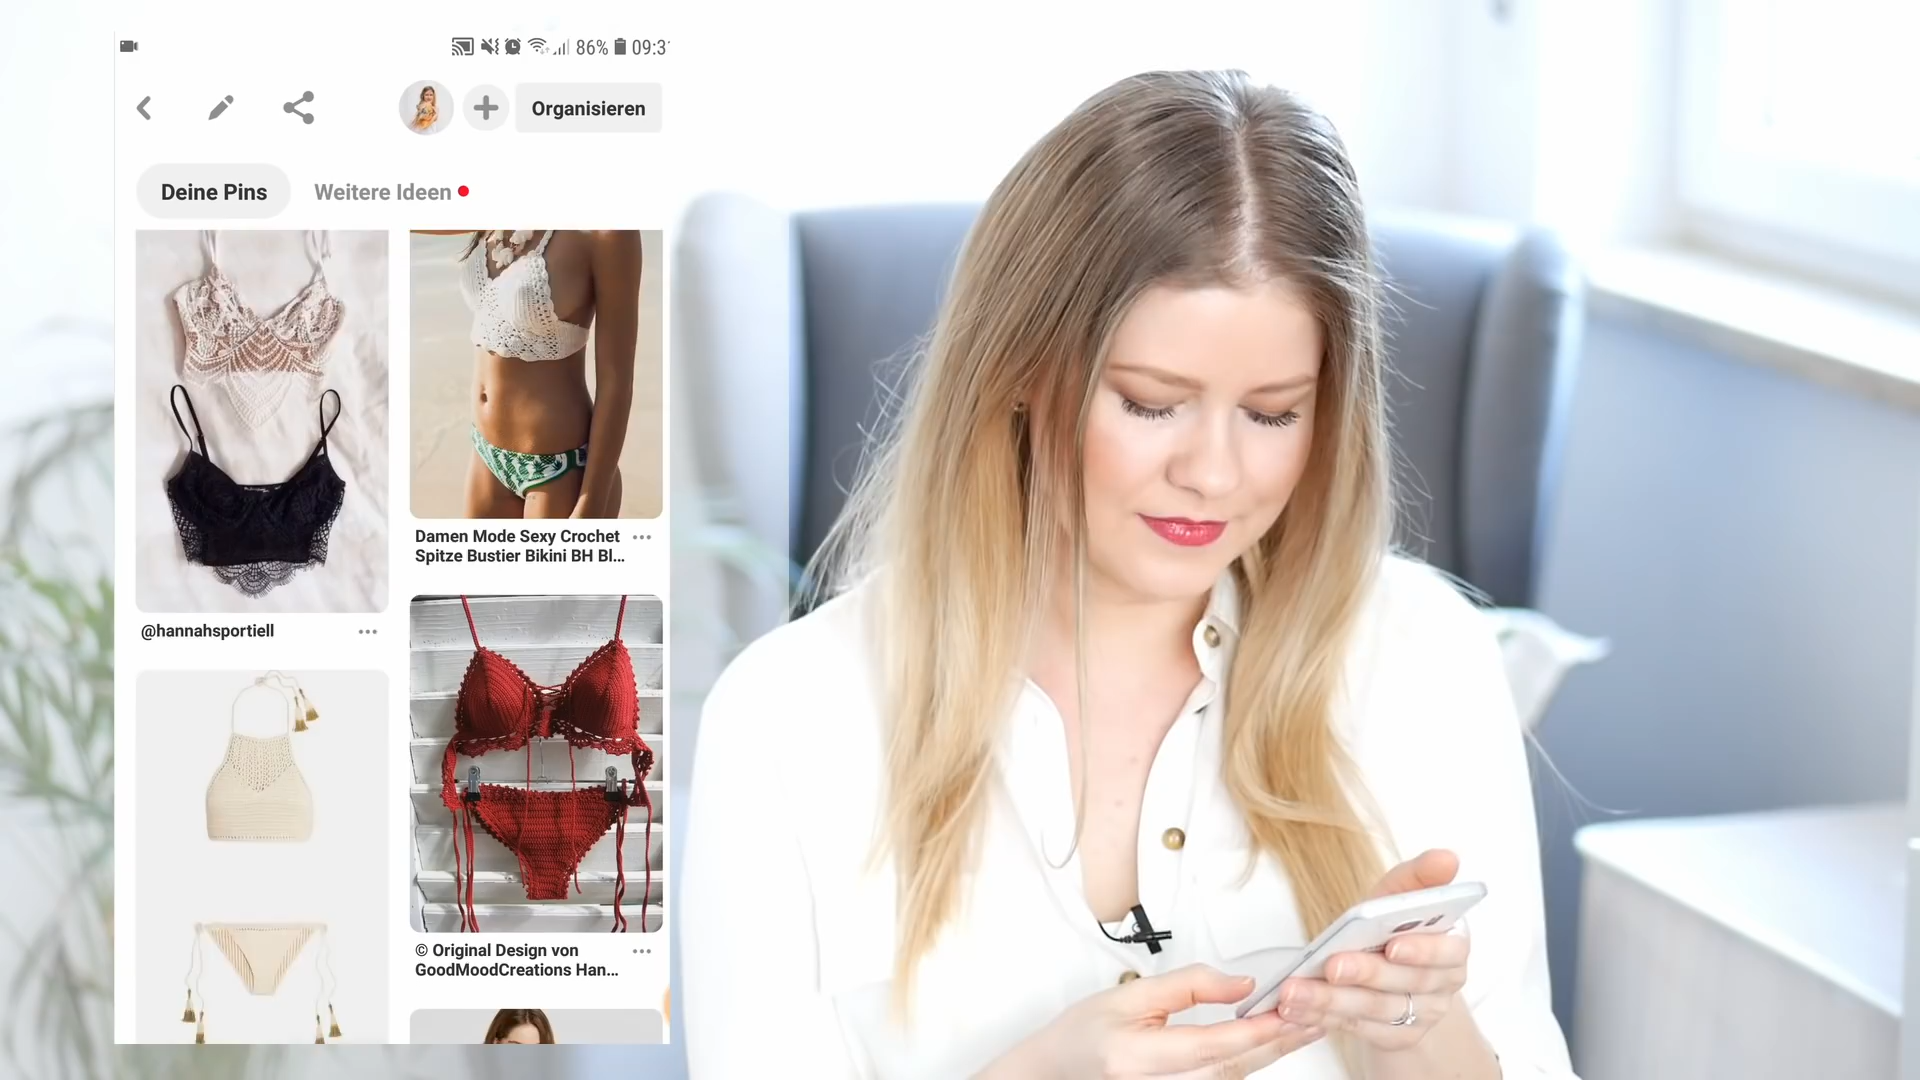 86% 09:3
Organisieren
Deine Pins
Weitere Ideen
Damen Mode Sexy Crochet
Spitze Bustier Bikini BH Bl...
@hannahsportiell
© Original Design von
GoodMoodCreations Han...